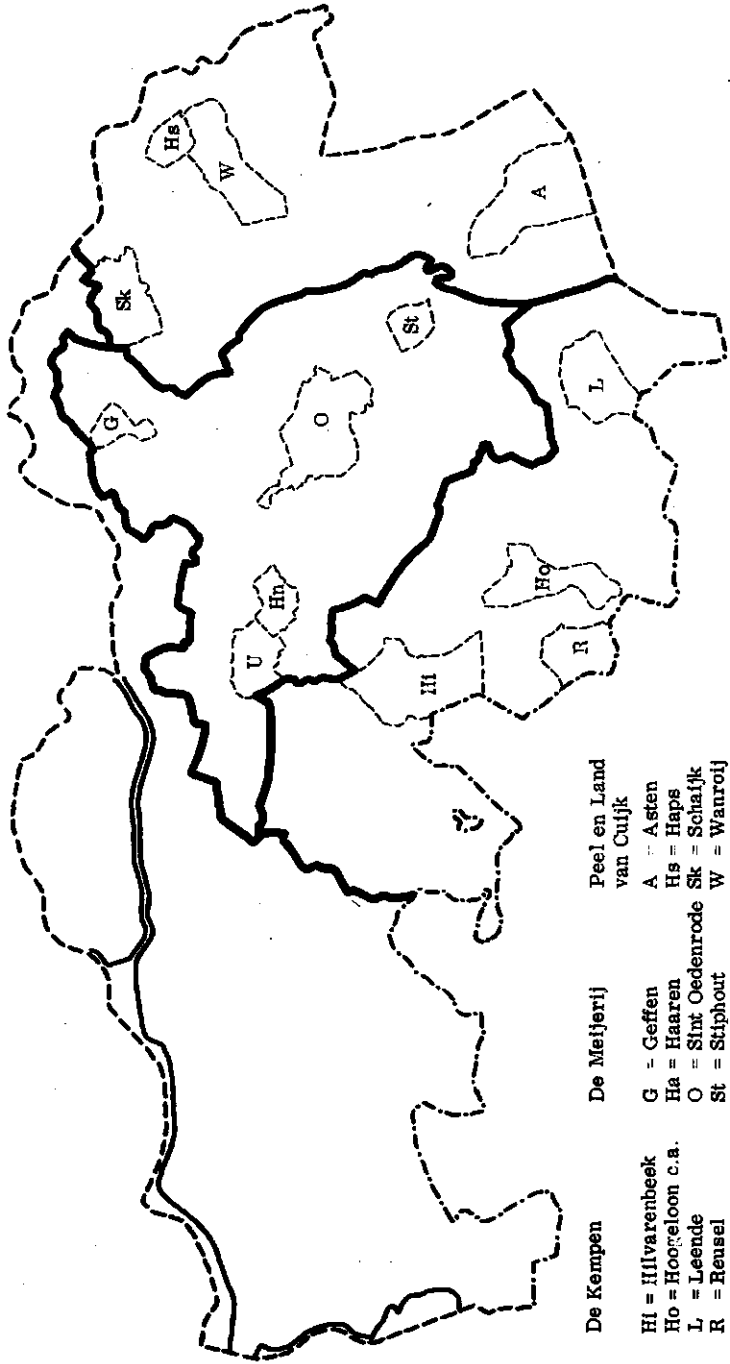 Hs
W
Sk
A
St
G
O
L
Hn
U
Ho
Hi
R
De Kempen
Hi = Hilvarenbeek
Ho = Hoogeloon c.a.
L = Leende
R = Reusel
De Meijerij
G = Geffen
Ha = Haaren
O = Sint Oedenrode
St = Stiphout
Peel en Land
van Cuijk
A = Asten
Hs = Haps
Sk = Schaijk
W = Wanroij